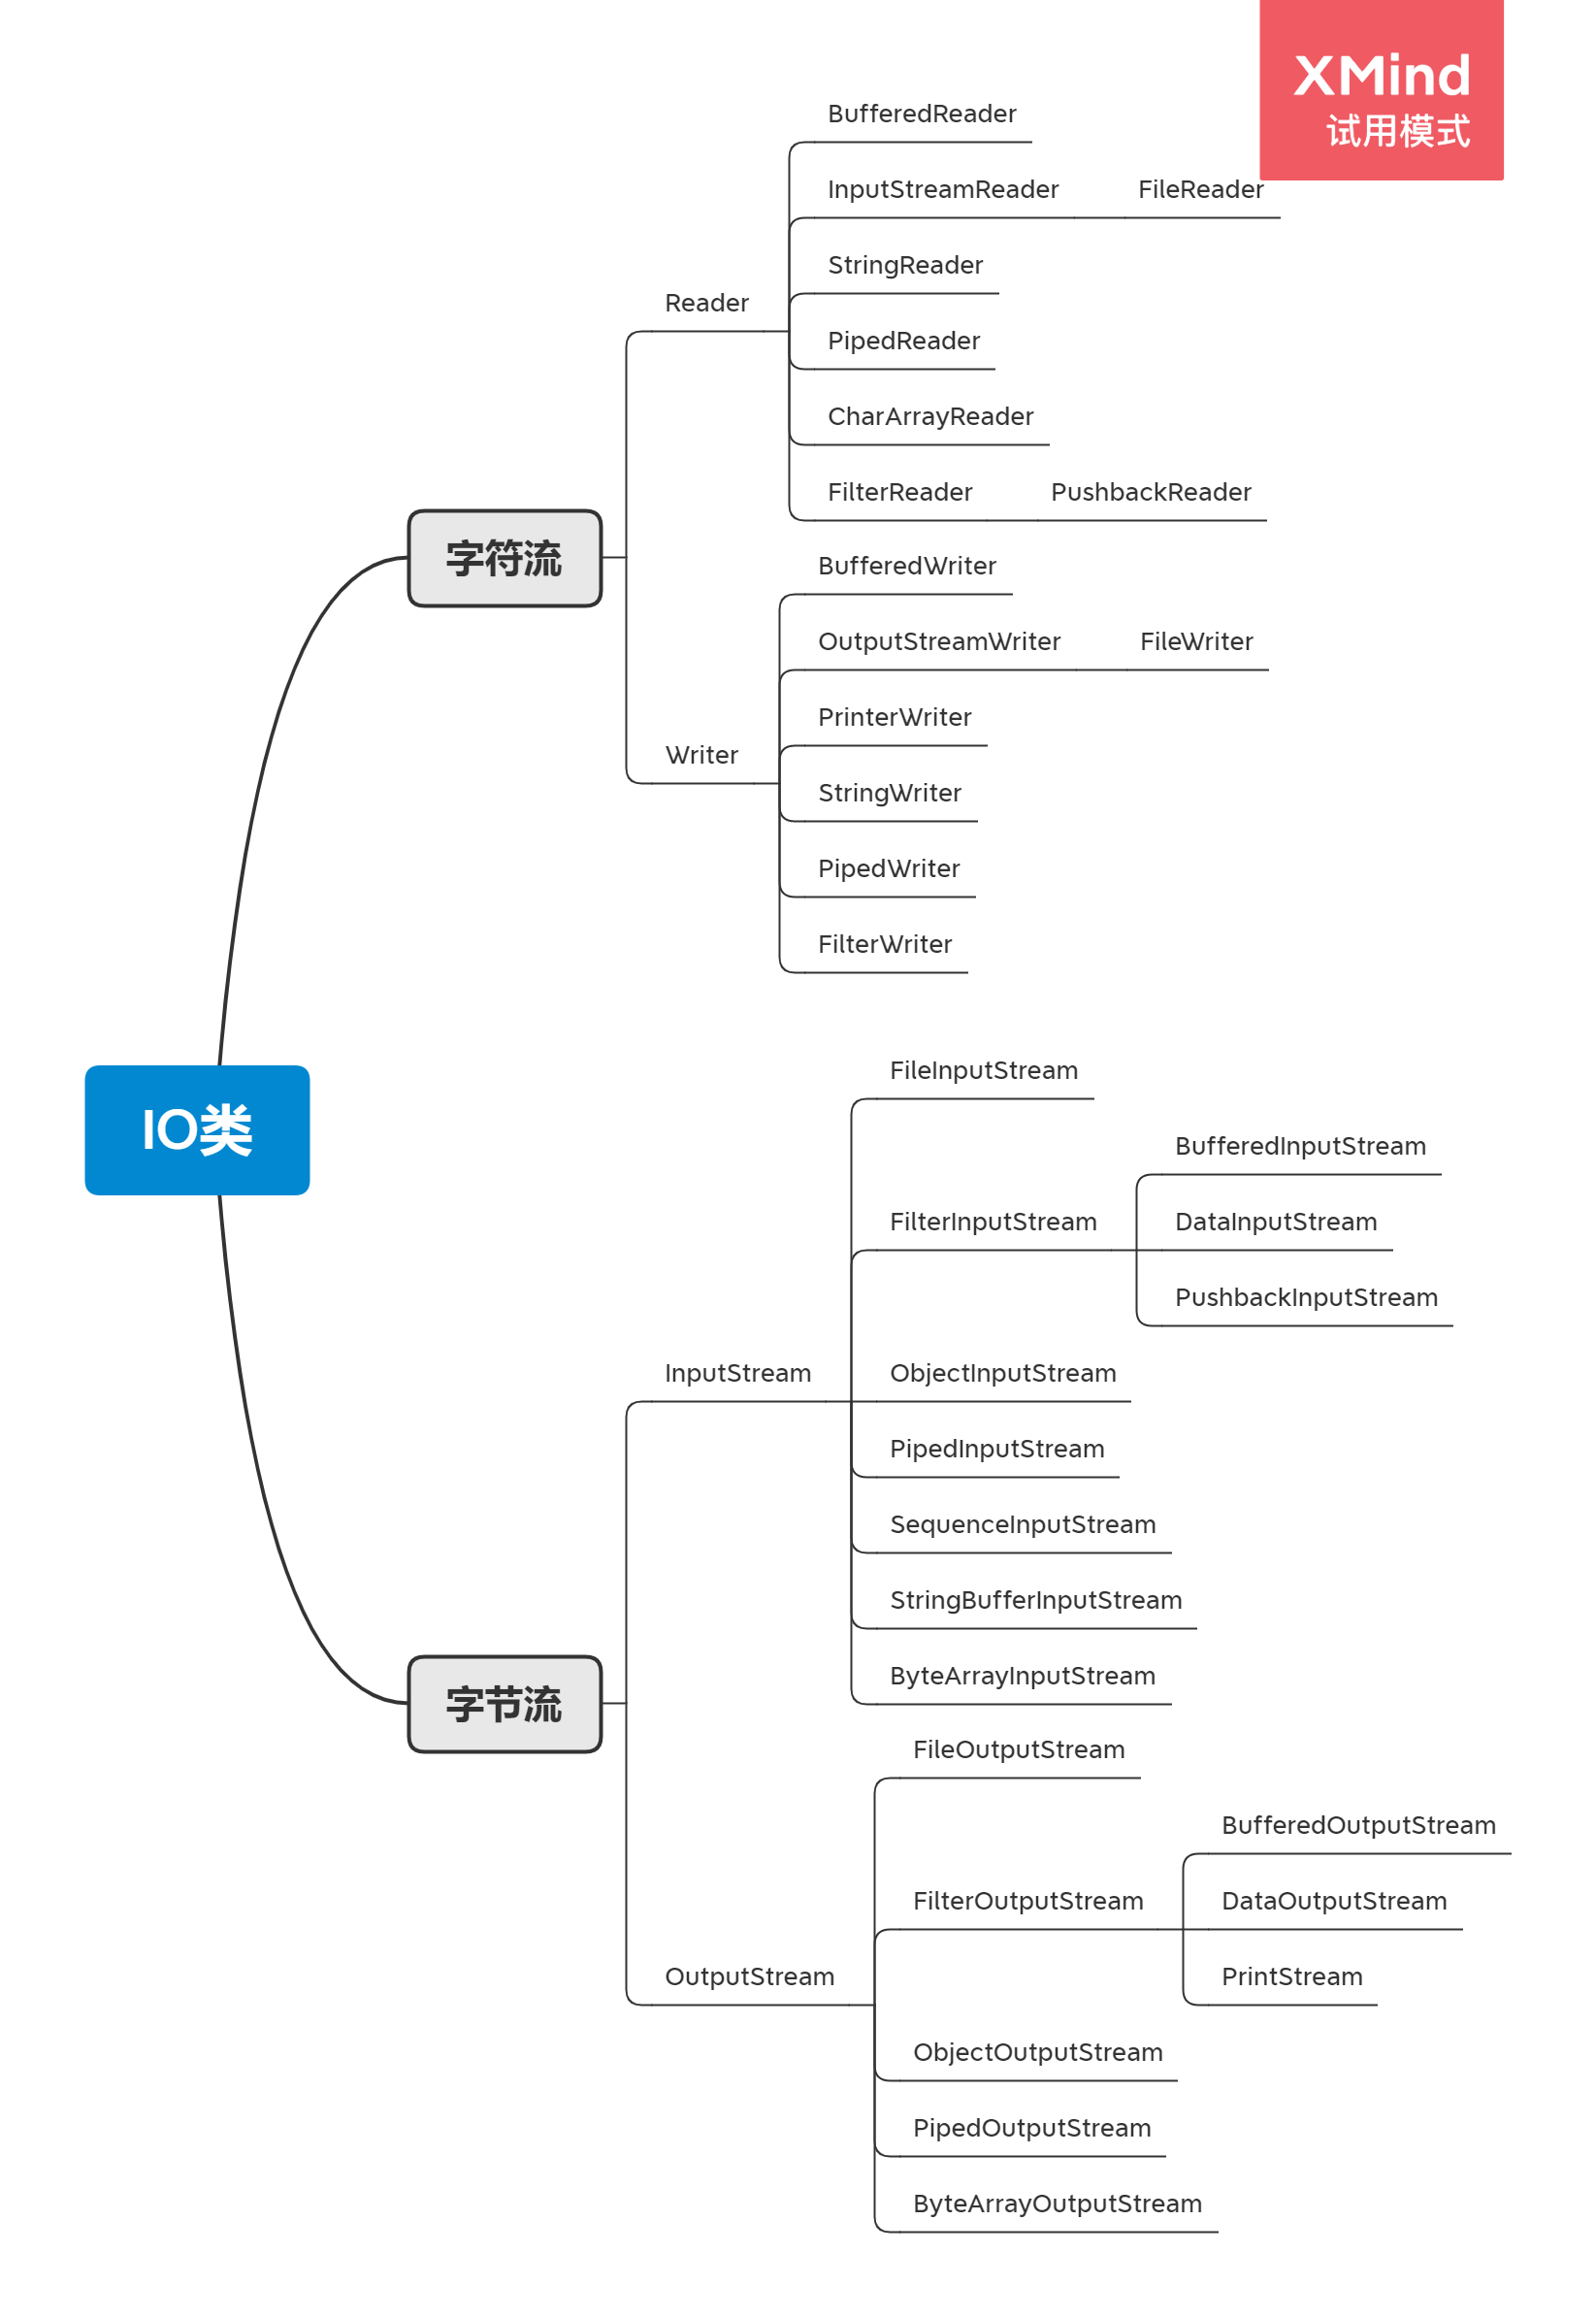 XMind
试用模式
BufferedReader
InputStreamReader
FileReader
StringReader
Reader
PipedReader
CharArrayReader
FilterReader
PushbackReader
字符流
BufferedWriter
OutputStreamWriter
FileWriter
PrinterWriter
Writer
StringWriter
PipedWriter
FilterWriter
IO类
FileInputStream
BufferedInputStream
FilterInputStream
DataInputStream
PushbackInputStream
InputStream
ObjectInputStream
PipedInputStream
SequenceInputStream
StringBufferInputStream
ByteArrayInputStream
字节流
FileOutputStream
BufferedOutputStream
FilterOutputStream
DataOutputStream
OutputStream
PrintStream
ObjectOutputStream
PipedOutputStream
ByteArrayOutputStream